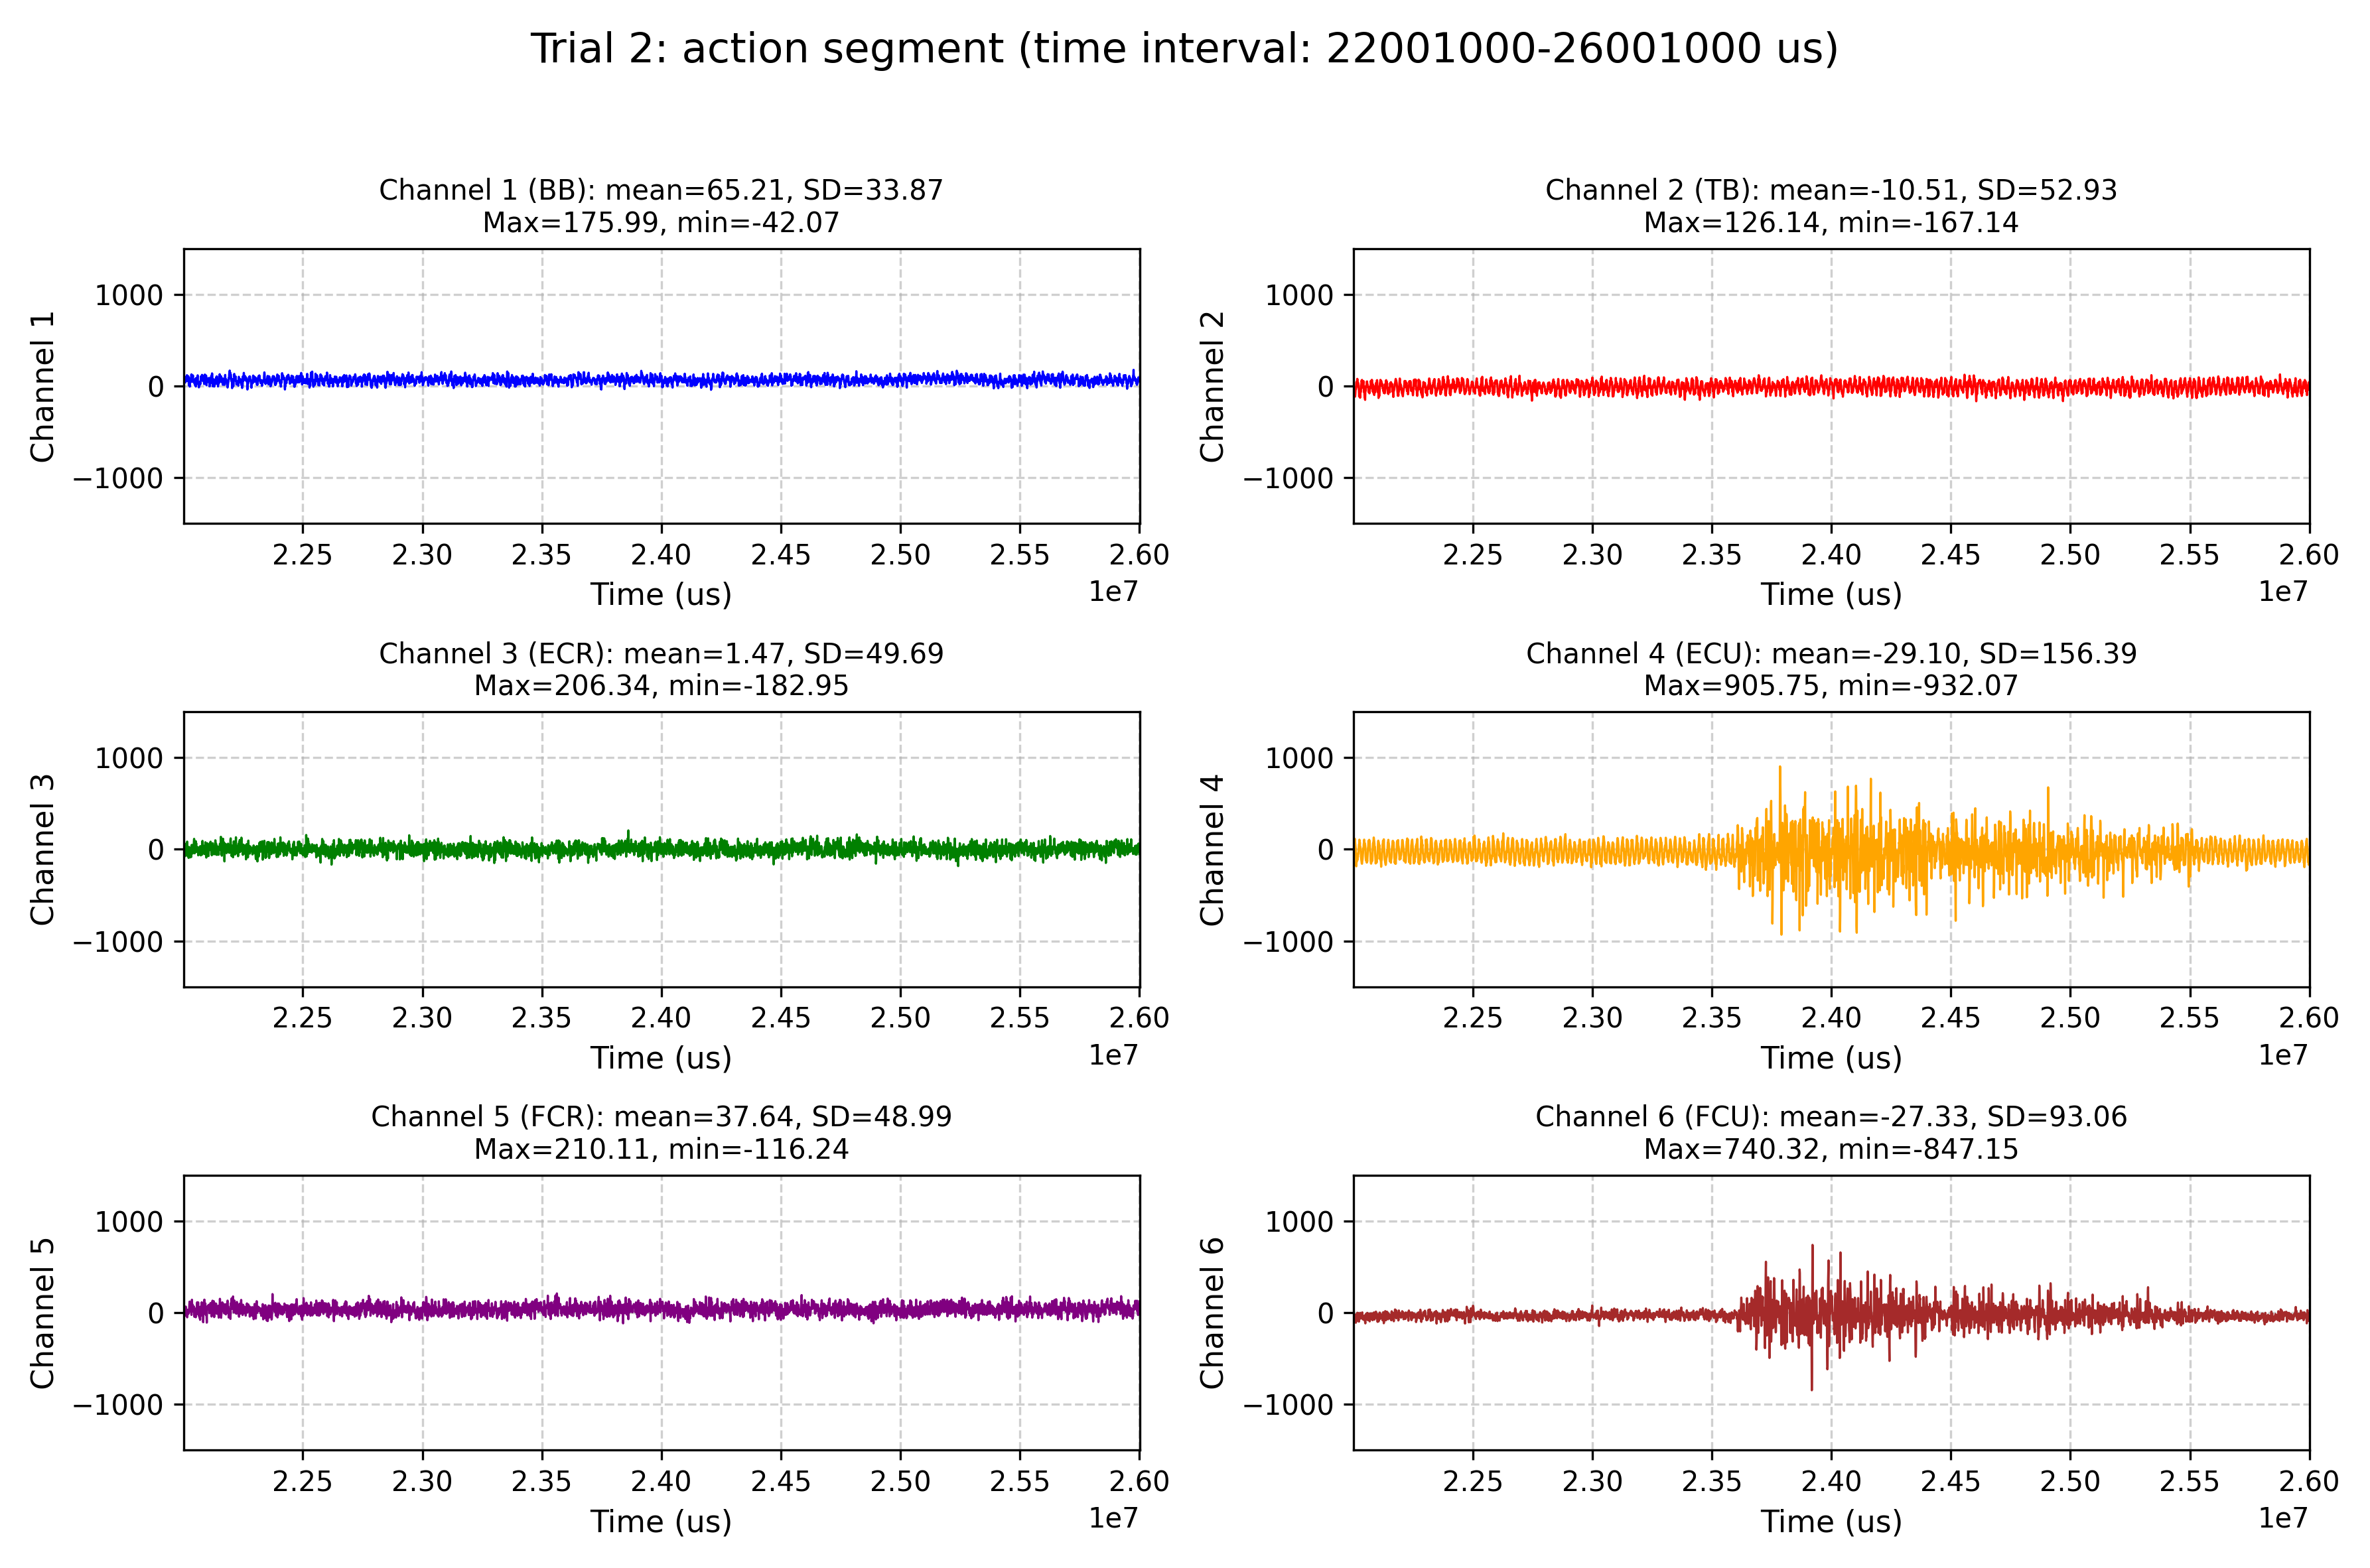 Trial 2: action segment (time interval: 22001000-26001000 us)
Channel 1 (BB): mean=65.21, SD=33.87
Max=175.99, min=-42.07
Channel 1
1000
0
−1000
2.25 2.30 2.35 2.40 2.45 2.50 2.55 2.60
Time (us)
1e7
Channel 2 (TB): mean=-10.51, SD=52.93
Max=126.14, min=-167.14
Channel 2
1000
0
−1000
2.25 2.30 2.35 2.40 2.45 2.50 2.55 2.60
Time (us)
1e7
Channel 3 (ECR): mean=1.47, SD=49.69
Max=206.34, min=-182.95
Channel 3
1000
0
−1000
2.25 2.30 2.35 2.40 2.45 2.50 2.55 2.60
Time (us)
1e7
Channel 4 (ECU): mean=-29.10, SD=156.39
Max=905.75, min=-932.07
Channel 4
1000
0
−1000
2.25 2.30 2.35 2.40 2.45 2.50 2.55 2.60
Time (us)
1e7
Channel 5 (FCR): mean=37.64, SD=48.99
Max=210.11, min=-116.24
Channel 5
1000
0
−1000
2.25 2.30 2.35 2.40 2.45 2.50 2.55 2.60
Time (us)
1e7
Channel 6 (FCU): mean=-27.33, SD=93.06
Max=740.32, min=-847.15
Channel 6
1000
0
−1000
2.25 2.30 2.35 2.40 2.45 2.50 2.55 2.60
Time (us)
1e7